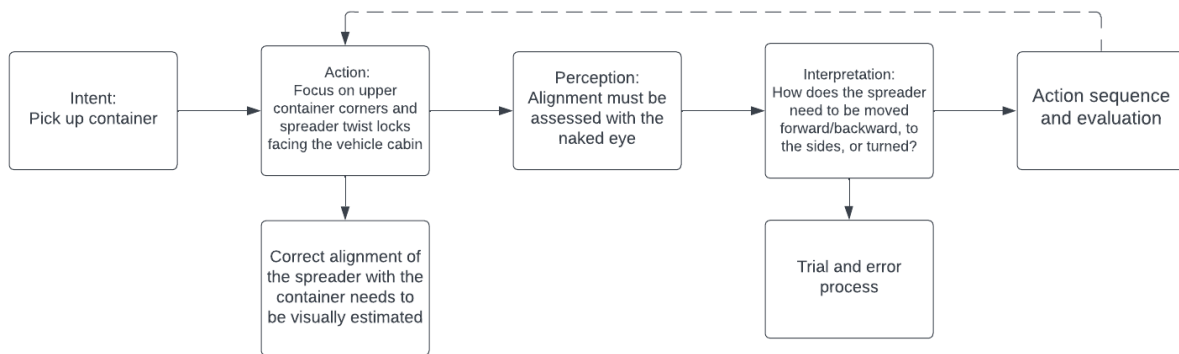 Intent:
Pick up container
Action:
Focus on upper
container corners and
spreader twist locks
facing the vehicle cabin
Perception:
Alignment must be
assessed with the
naked eye
Interpretation:
How does the spreader
need to be moved
forward/backward, to
the sides, or turned?
Action sequence
and evaluation
Correct alignment of
the spreader with the
container needs to
be visually estimated
Trial and error
process